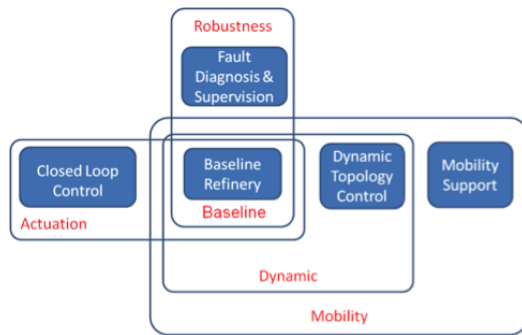 Robustness
Fault
Diagnosis &
Supervision
Closed Loop
Control
Baseline
Refinery
Dynamic
Topology
Control
Mobility
Support
Baseline
Actuation
Dynamic
Mobility